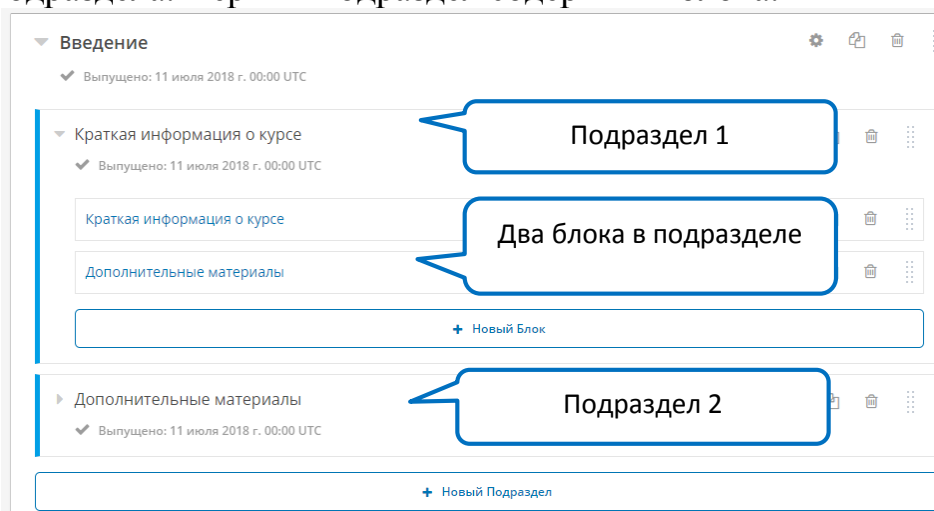 Введение
Выпущено: 11 июля 2018 г. 00:00 UTC
Краткая информация о курсе
Подраздел 1
Выпущено: 11 июля 2018 г. 00:00 UTC
Краткая информация о курсе
Два блока в подразделе
Дополнительные материалы
+ Новый Блок
Дополнительные материалы
Подраздел 2
Выпущено: 11 июля 2018 г. 00:00 UTC
+ Новый Подраздел